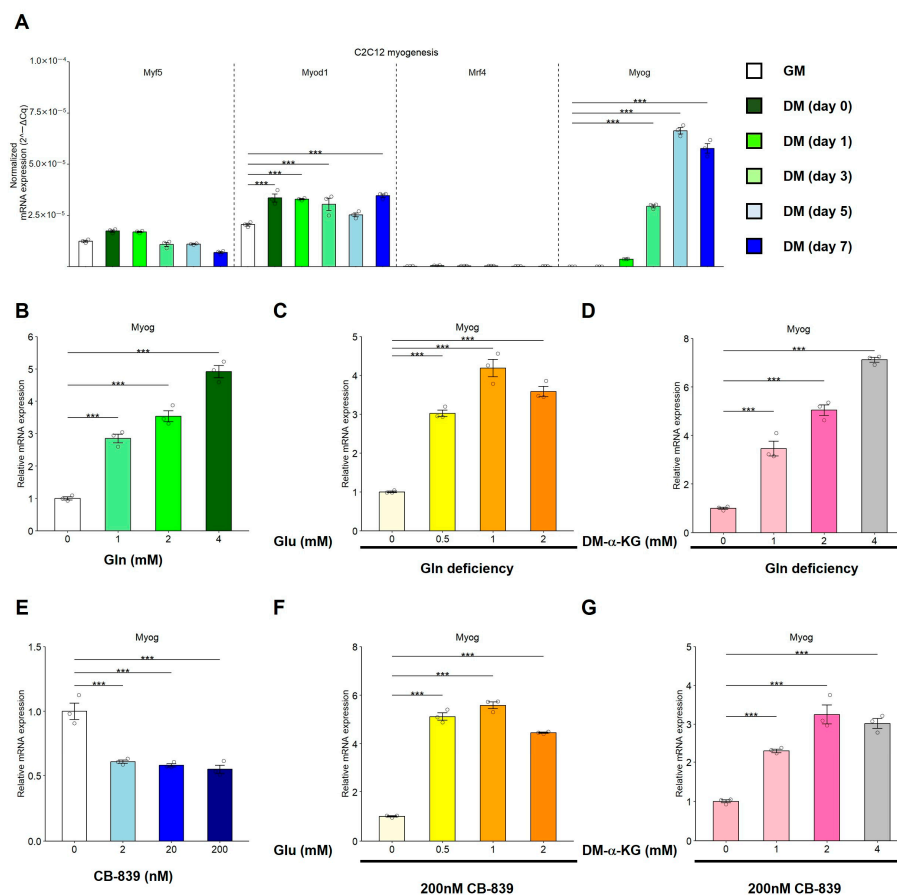 A
C2C12 myogenesis
Myf5 Myod1 Mrf4 Myog
Normalized
mRNA expression (2^−ΔCq)
1.0×10⁻⁴
7.5×10⁻⁵
5.0×10⁻⁵
2.5×10⁻⁵
*** *** *** ***
*** *** ***
GM
DM (day 0)
DM (day 1)
DM (day 3)
DM (day 5)
DM (day 7)
B
Myog
Relative mRNA expression
6
5
4
3
2
1
0
*** *** ***
0 1 2 4
Gln (mM)
C
Myog
Relative mRNA expression
5
4
3
2
1
0
*** *** ***
0 0.5 1 2
Glu (mM)
Gln deficiency
D
Myog
Relative mRNA expression
8
6
4
2
0
*** *** ***
0 1 2 4
DM-α-KG (mM)
Gln deficiency
E
Myog
Relative mRNA expression
1.5
1.0
0.5
0.0
*** *** ***
0 2 20 200
CB-839 (nM)
F
Myog
Relative mRNA expression
8
6
4
2
0
*** *** ***
0 0.5 1 2
Glu (mM)
200nM CB-839
G
Myog
Relative mRNA expression
5
4
3
2
1
0
*** *** ***
0 1 2 4
DM-α-KG (mM)
200nM CB-839